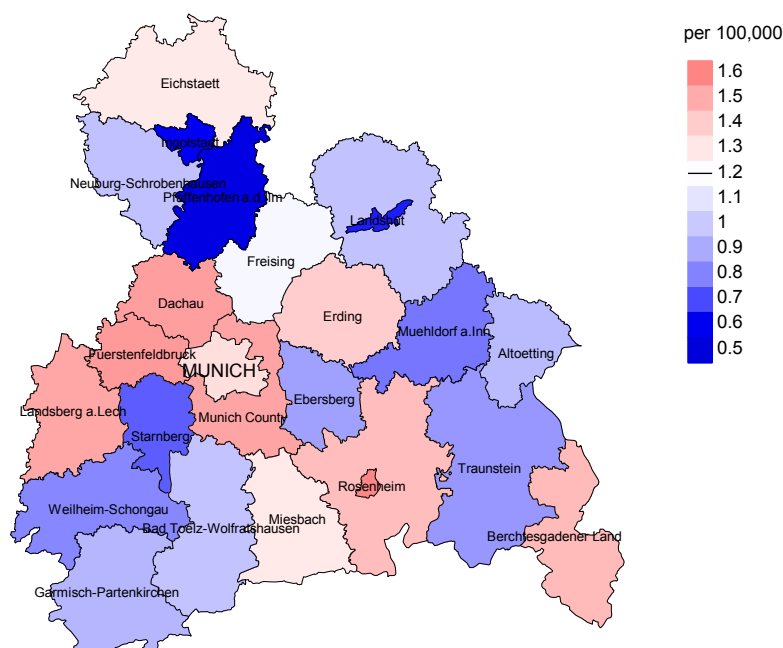 per 100,000
1.6
1.5
1.4
1.3
1.2
1.1
1
0.9
0.8
0.7
0.6
0.5
Eichstaett
Ingolstadt
Neuburg-Schrobenhausen
Pfaffenhofen a.d.Ilm
Landshut
Freising
Dachau
Erding
Muehldorf a.Inn
Altoetting
Fuerstenfeldbruck
MUNICH
Ebersberg
Landsberg a.Lech
Munich County
Starnberg
Traunstein
Rosenheim
Weilheim-Schongau
Miesbach
Bad Toelz-Wolfratshausen
Berchtesgadener Land
Garmisch-Partenkirchen